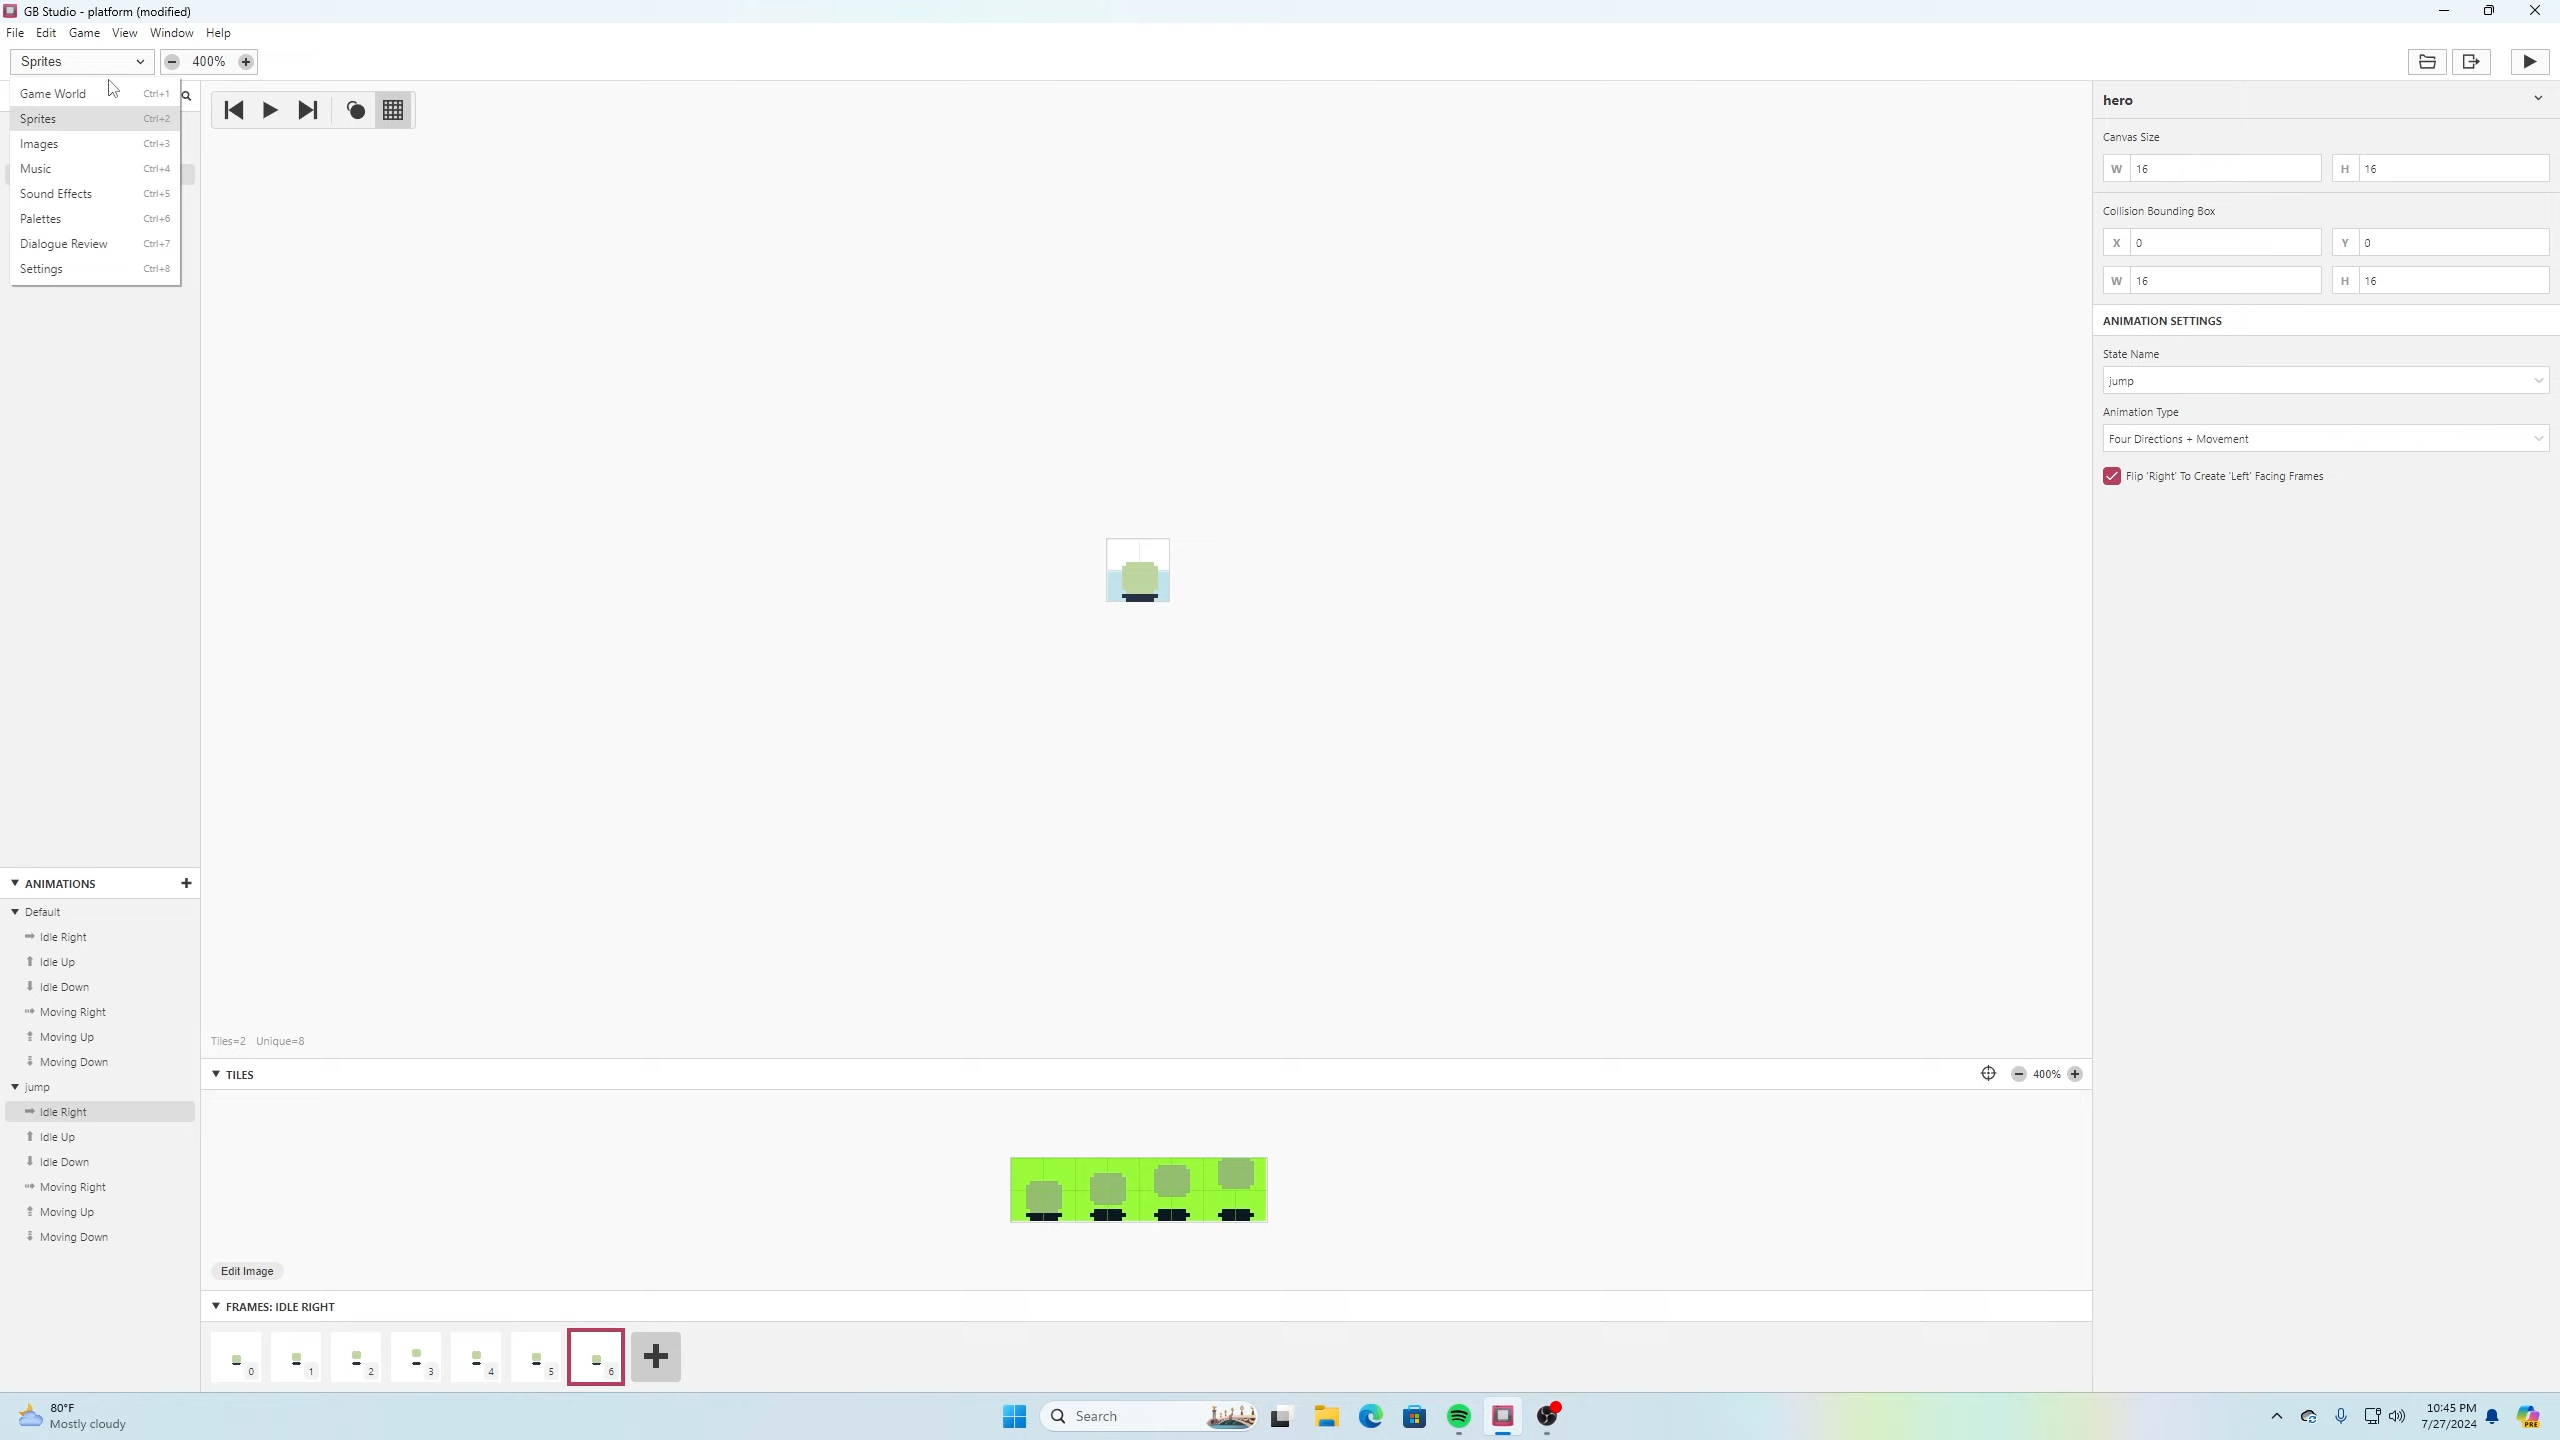 GB Studio - platform (modified)
File Edit Game View Window Help
Sprites 400%
Game World Ctrl+1
Sprites Ctrl+2
Images Ctrl+3
Music Ctrl+4
Sound Effects Ctrl+5
Palettes Ctrl+6
Dialogue Review Ctrl+7
Settings Ctrl+8
hero
Canvas Size
W 16 H 16
Collision Bounding Box
X 0 Y 0
W 16 H 16
ANIMATION SETTINGS
State Name
jump
Animation Type
Four Directions + Movement
Flip 'Right' To Create 'Left' Facing Frames
ANIMATIONS
Default
Idle Right
Idle Up
Idle Down
Moving Right
Moving Up
Moving Down
jump
Idle Right
Idle Up
Idle Down
Moving Right
Moving Up
Moving Down
Tiles=2 Unique=8
TILES 400%
Edit Image
FRAMES: IDLE RIGHT
0 1 2 3 4 5 6
80°F
Mostly cloudy
Search
10:45 PM
7/27/2024
PRE